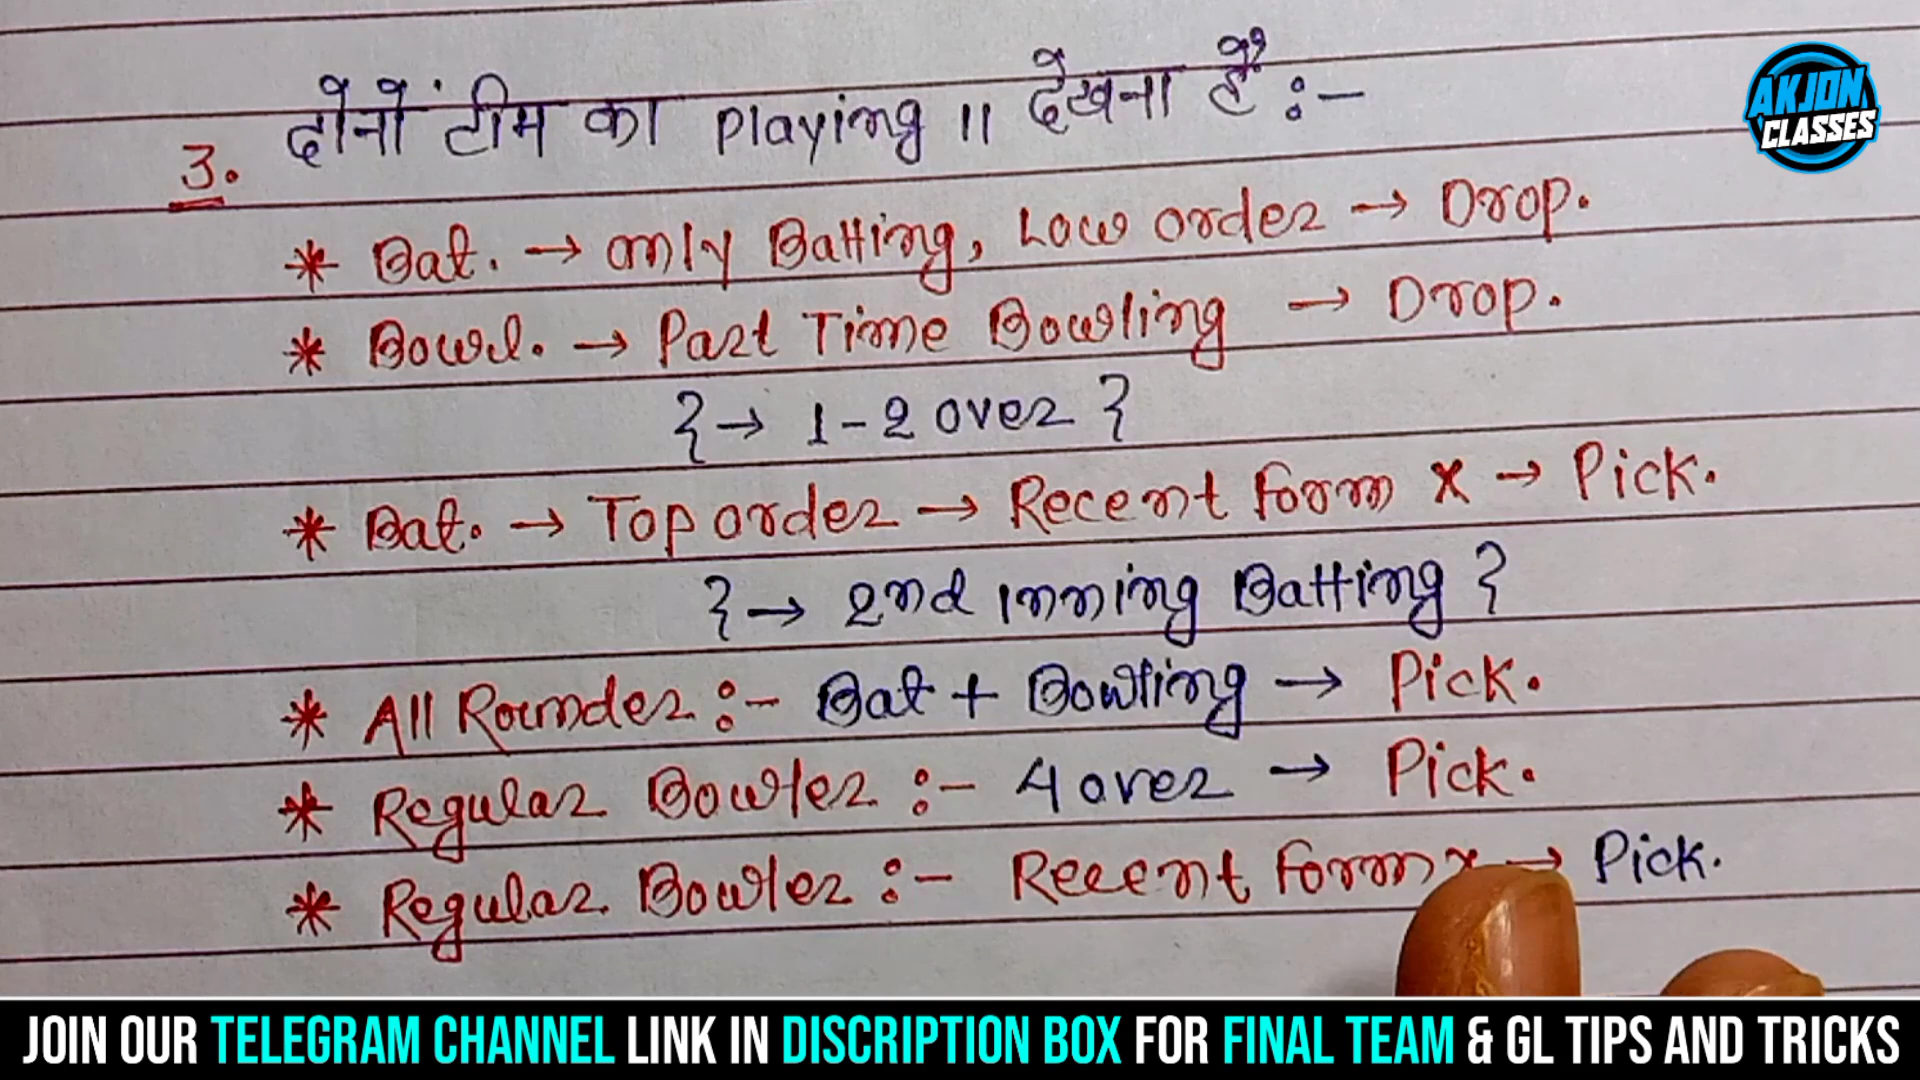 AKJON
CLASSES
3. दोनों टीम का Playing 11 देखना है :-
* Bat. → only Batting, Low order → Drop.
* Bowl. → Part Time Bowling → Drop.
{→ 1-2 over }
* Bat. → Top order → Recent form x → Pick.
{→ 2nd inning Batting }
* All Rounder :- Bat + Bowling → Pick.
* Regular Bowler :- 4 over → Pick.
* Regular Bowler :- Recent form x → Pick.
JOIN OUR TELEGRAM CHANNEL LINK IN DISCRIPTION BOX FOR FINAL TEAM & GL TIPS AND TRICKS